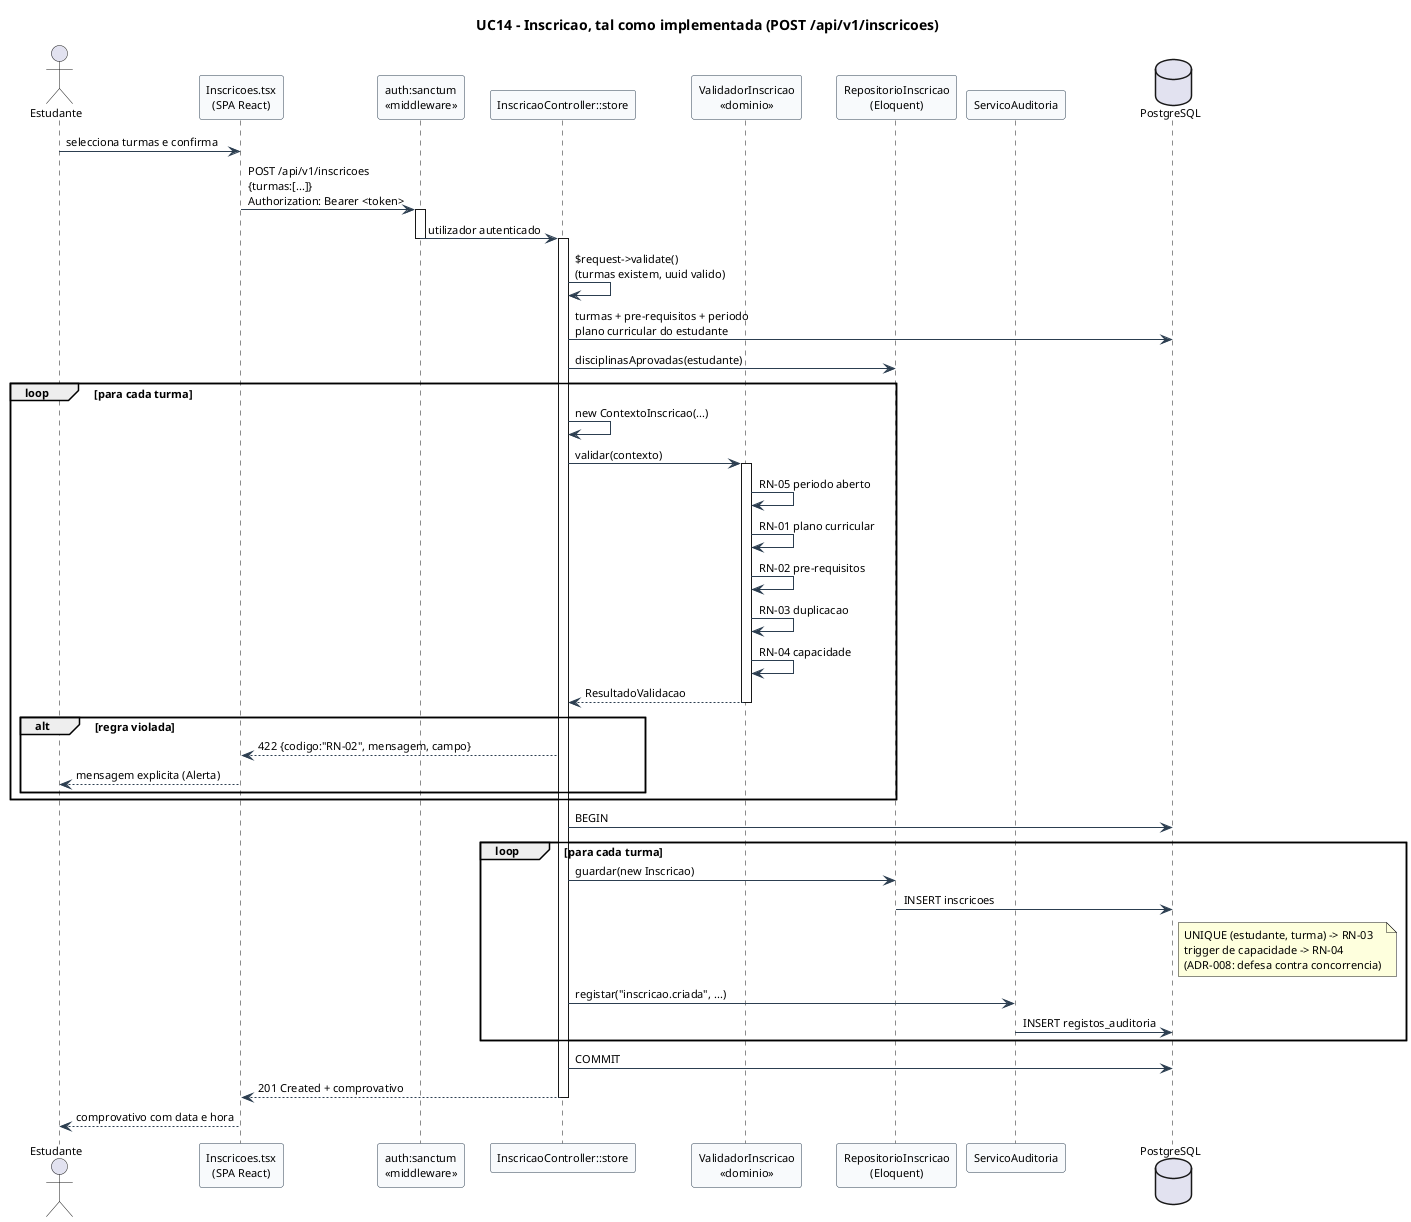 UC14 - Inscricao, tal como implementada (POST /api/v1/inscricoes)
Estudante
Inscricoes.tsx
(SPA React)
auth:sanctum
«middleware»
InscricaoController::store
ValidadorInscricao
«dominio»
RepositorioInscricao
(Eloquent)
ServicoAuditoria
PostgreSQL
selecciona turmas e confirma
POST /api/v1/inscricoes
{turmas:[...]}
Authorization: Bearer <token>
utilizador autenticado
$request->validate()
(turmas existem, uuid valido)
turmas + pre-requisitos + periodo
plano curricular do estudante
disciplinasAprovadas(estudante)
loop [para cada turma]
new ContextoInscricao(...)
validar(contexto)
RN-05 periodo aberto
RN-01 plano curricular
RN-02 pre-requisitos
RN-03 duplicacao
RN-04 capacidade
ResultadoValidacao
alt [regra violada]
422 {codigo:"RN-02", mensagem, campo}
mensagem explicita (Alerta)
BEGIN
loop [para cada turma]
guardar(new Inscricao)
INSERT inscricoes
UNIQUE (estudante, turma) -> RN-03
trigger de capacidade -> RN-04
(ADR-008: defesa contra concorrencia)
registar("inscricao.criada", ...)
INSERT registos_auditoria
COMMIT
201 Created + comprovativo
comprovativo com data e hora
Estudante
Inscricoes.tsx
(SPA React)
auth:sanctum
«middleware»
InscricaoController::store
ValidadorInscricao
«dominio»
RepositorioInscricao
(Eloquent)
ServicoAuditoria
PostgreSQL